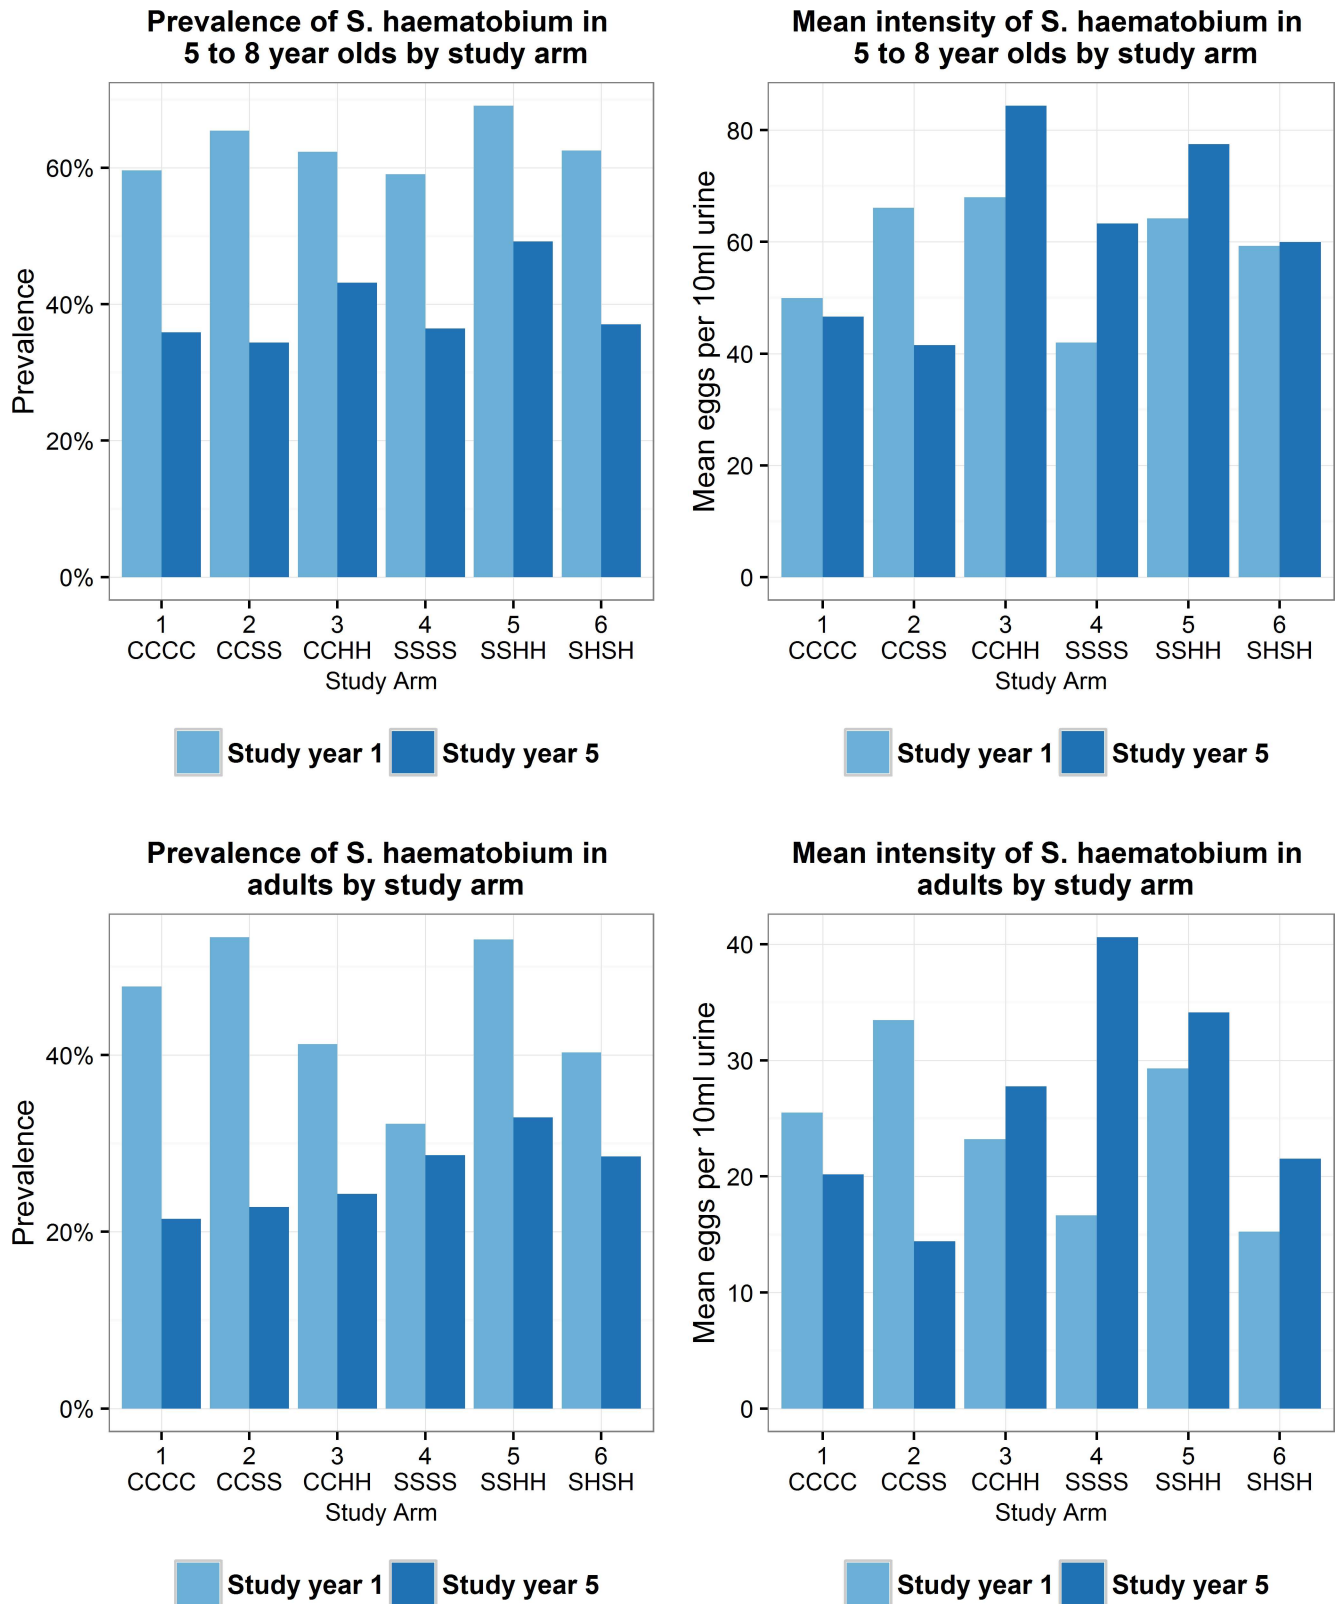 Prevalence of S. haematobium in
5 to 8 year olds by study arm
Prevalence
60%
40%
20%
0%
1 2 3 4 5 6
CCCC CCSS CCHH SSSS SSHH SHSH
Study Arm
Study year 1 Study year 5
Mean intensity of S. haematobium in
5 to 8 year olds by study arm
Mean eggs per 10ml urine
80
60
40
20
0
1 2 3 4 5 6
CCCC CCSS CCHH SSSS SSHH SHSH
Study Arm
Study year 1 Study year 5
Prevalence of S. haematobium in
adults by study arm
Prevalence
40%
20%
0%
1 2 3 4 5 6
CCCC CCSS CCHH SSSS SSHH SHSH
Study Arm
Study year 1 Study year 5
Mean intensity of S. haematobium in
adults by study arm
Mean eggs per 10ml urine
40
30
20
10
0
1 2 3 4 5 6
CCCC CCSS CCHH SSSS SSHH SHSH
Study Arm
Study year 1 Study year 5